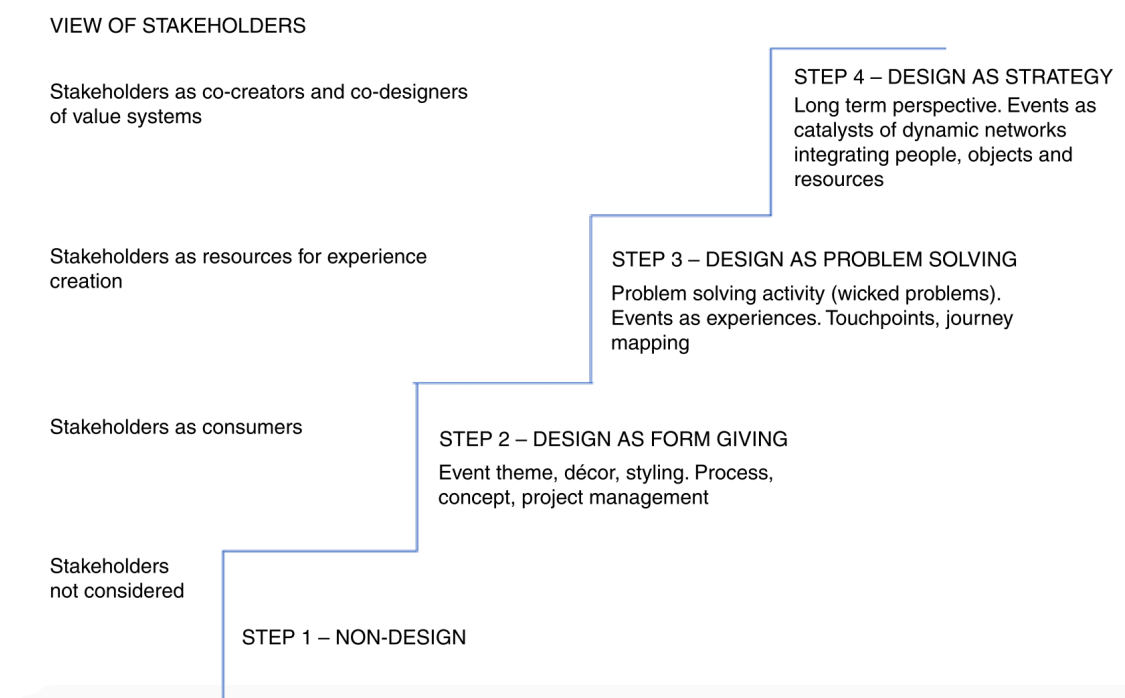 VIEW OF STAKEHOLDERS
Stakeholders as co-creators and co-designers
of value systems
STEP 4 – DESIGN AS STRATEGY
Long term perspective. Events as
catalysts of dynamic networks
integrating people, objects and
resources
Stakeholders as resources for experience
creation
STEP 3 – DESIGN AS PROBLEM SOLVING
Problem solving activity (wicked problems).
Events as experiences. Touchpoints, journey
mapping
Stakeholders as consumers
STEP 2 – DESIGN AS FORM GIVING
Event theme, décor, styling. Process,
concept, project management
Stakeholders
not considered
STEP 1 – NON-DESIGN